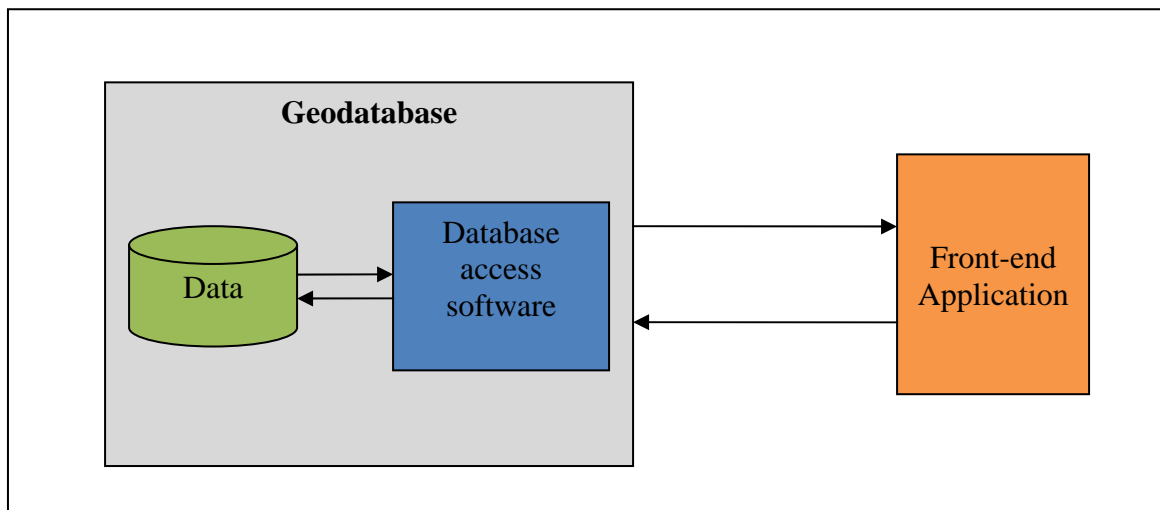 Geodatabase
Data
Database
access
software
Front-end
Application